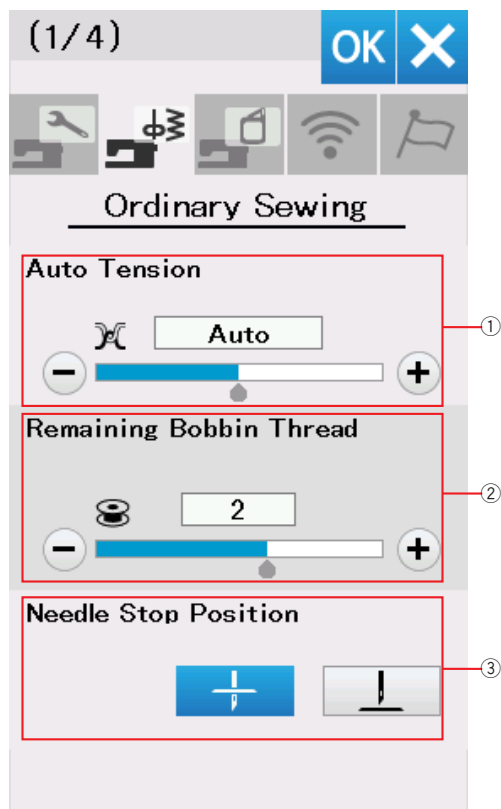 (1/4)
OK
Ordinary Sewing
Auto Tension
Auto
①
Remaining Bobbin Thread
2
②
Needle Stop Position
③